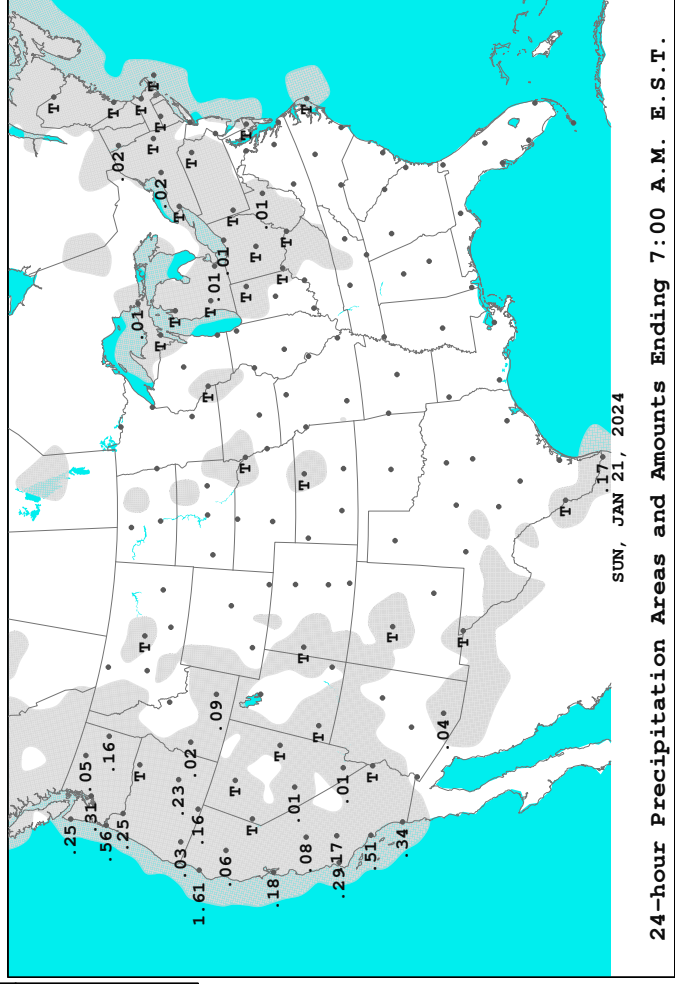 T
.25
.05
.31
.56
.16
T
.02
.25
.01
T
T
T
T
T
T
.02
T
T
.23
T
.03
.02
T
1.61
.16
T
T
.01
.09
.01
.06
T
T
T
T
T
T
T
.01
.18
T
T
T
.01
T
T
.08
T
T
.29
.17
.01
.51
T
T
.34
.04
T
T
.17
SUN, JAN 21, 2024
24-hour Precipitation Areas and Amounts Ending 7:00 A.M. E.S.T.